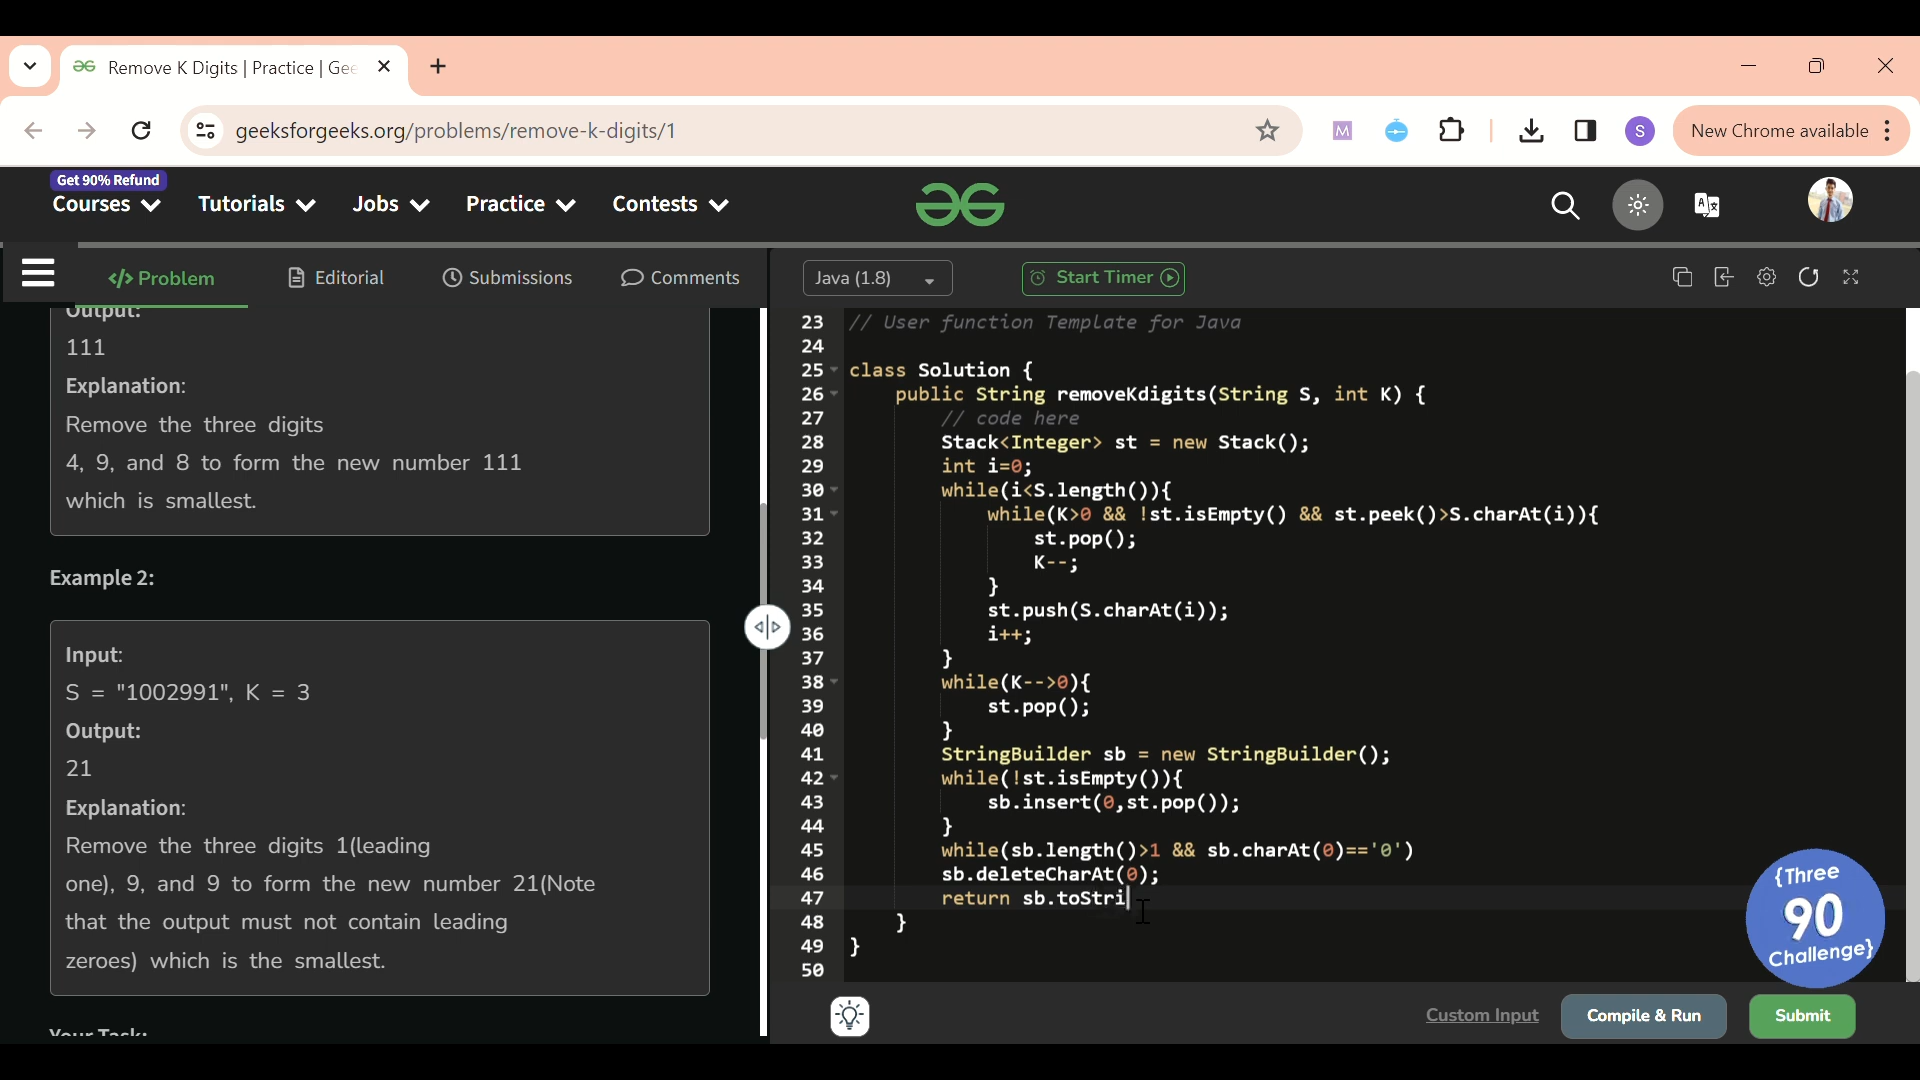 Remove K Digits | Practice | Gee
geeksforgeeks.org/problems/remove-k-digits/1
M
S
New Chrome available
Get 90% Refund
Courses
Tutorials
Jobs
Practice
Contests
</> Problem
Editorial
Submissions
Comments
Java (1.8)
Start Timer
Output:
111
Explanation:
Remove the three digits
4, 9, and 8 to form the new number 111
which is smallest.
Example 2:
Input:
S = "1002991", K = 3
Output:
21
Explanation:
Remove the three digits 1(leading
one), 9, and 9 to form the new number 21(Note
that the output must not contain leading
zeroes) which is the smallest.
Your Task:
23 // User function Template for Java
24
25 class Solution {
26 public String removeKdigits(String S, int K) {
27 // code here
28 Stack<Integer> st = new Stack();
29 int i=0;
30 while(i<S.length()){
31 while(K>0 && !st.isEmpty() && st.peek()>S.charAt(i)){
32 st.pop();
33 K--;
34 }
35 st.push(S.charAt(i));
36 i++;
37 }
38 while(K-->0){
39 st.pop();
40 }
41 StringBuilder sb = new StringBuilder();
42 while(!st.isEmpty()){
43 sb.insert(0,st.pop());
44 }
45 while(sb.length()>1 && sb.charAt(0)=='0')
46 sb.deleteCharAt(0);
47 return sb.toStri
48 }
49 }
50
{Three
90
Challenge}
Custom Input
Compile & Run
Submit